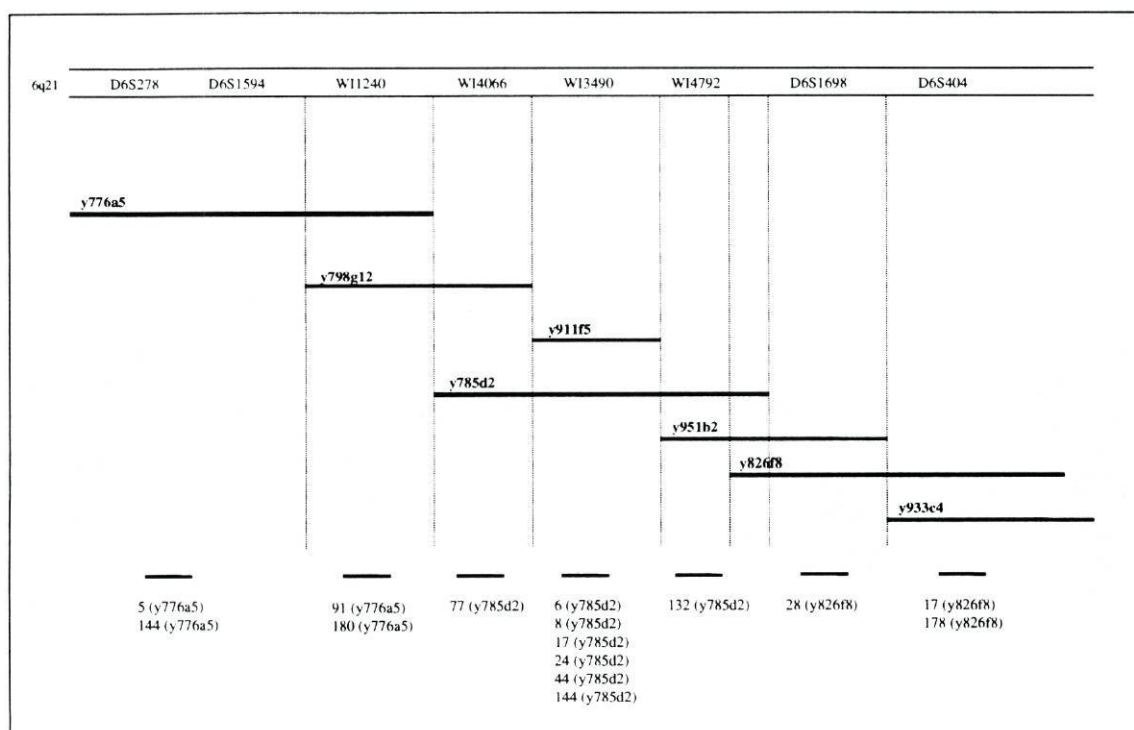 6q21 D6S278 D6S1594 WI1240 WI4066 WI3490 WI4792 D6S1698 D6S404
y776a5
y798g12
y911f5
y785d2
y951b2
y826f8
y933c4
5 (y776a5) 91 (y776a5) 77 (y785d2) 6 (y785d2) 132 (y785d2) 28 (y826f8) 17 (y826f8)
144 (y776a5) 180 (y776a5) 8 (y785d2) 178 (y826f8)
17 (y785d2)
24 (y785d2)
44 (y785d2)
144 (y785d2)